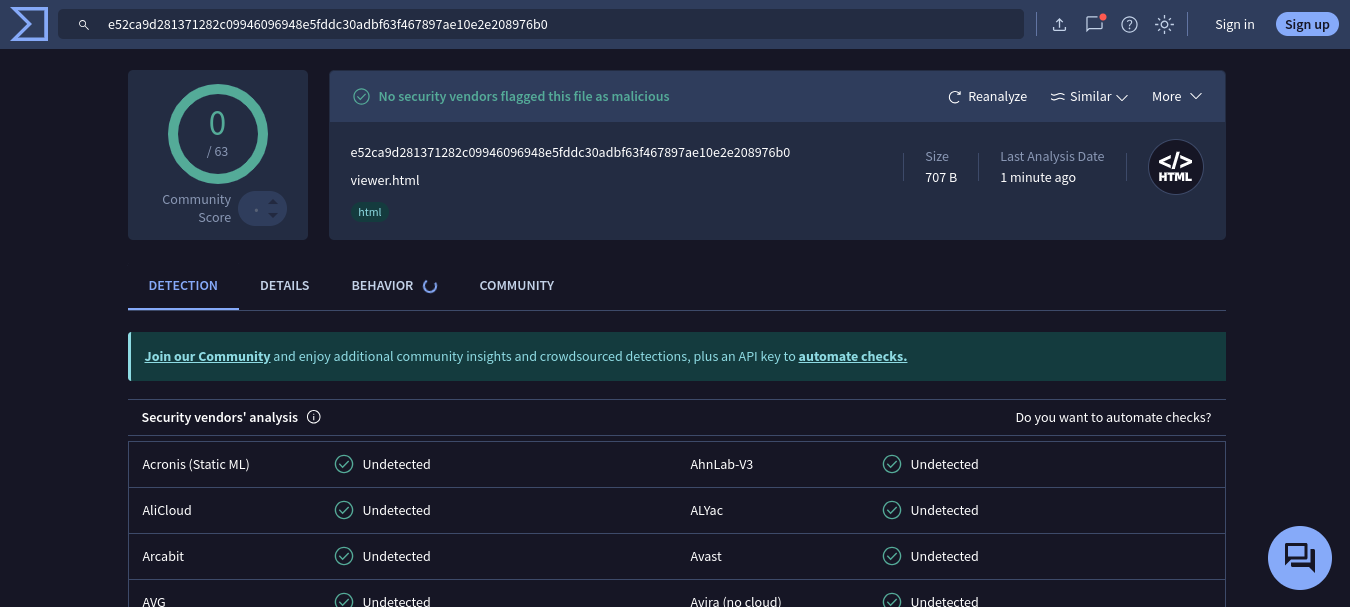 e52ca9d281371282c09946096948e5fddc30adbf63f467897ae10e2e208976b0
Sign in
Sign up
0
/ 63
Community
Score
No security vendors flagged this file as malicious
Reanalyze
Similar
More
e52ca9d281371282c09946096948e5fddc30adbf63f467897ae10e2e208976b0
viewer.html
html
Size
707 B
Last Analysis Date
1 minute ago
</>
HTML
DETECTION
DETAILS
BEHAVIOR
COMMUNITY
Join our Community and enjoy additional community insights and crowdsourced detections, plus an API key to automate checks.
Security vendors' analysis
Do you want to automate checks?
Acronis (Static ML)
Undetected
AhnLab-V3
Undetected
AliCloud
Undetected
ALYac
Undetected
Arcabit
Undetected
Avast
Undetected
AVG
Undetected
Avira (no cloud)
Undetected